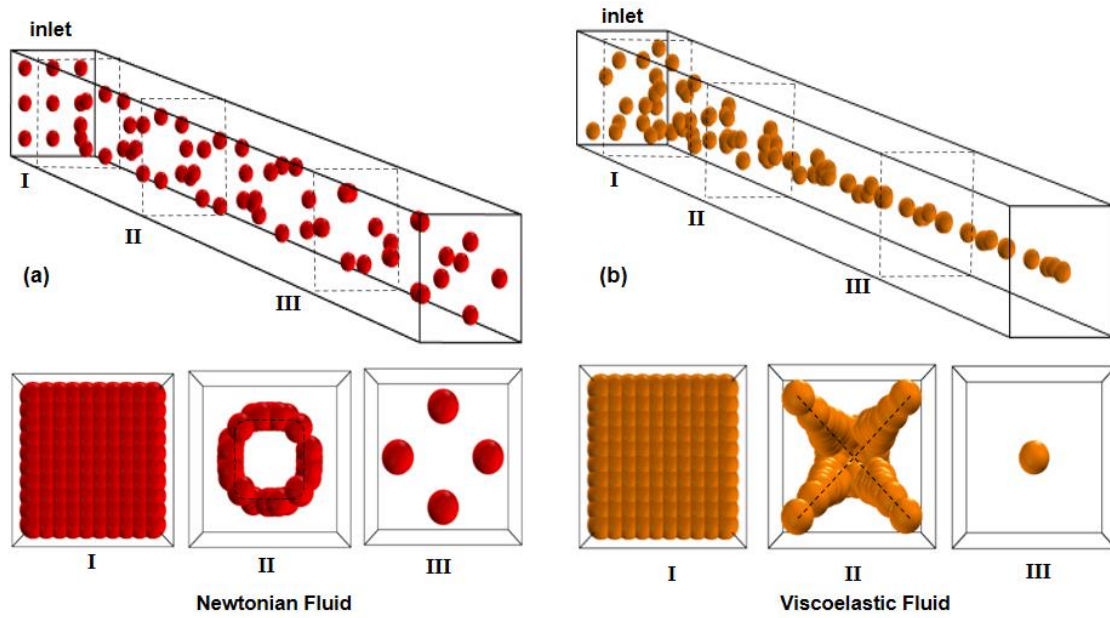 inlet
I
II
III
(a)
I
II
III
Newtonian Fluid
inlet
I
II
III
(b)
I
II
III
Viscoelastic Fluid